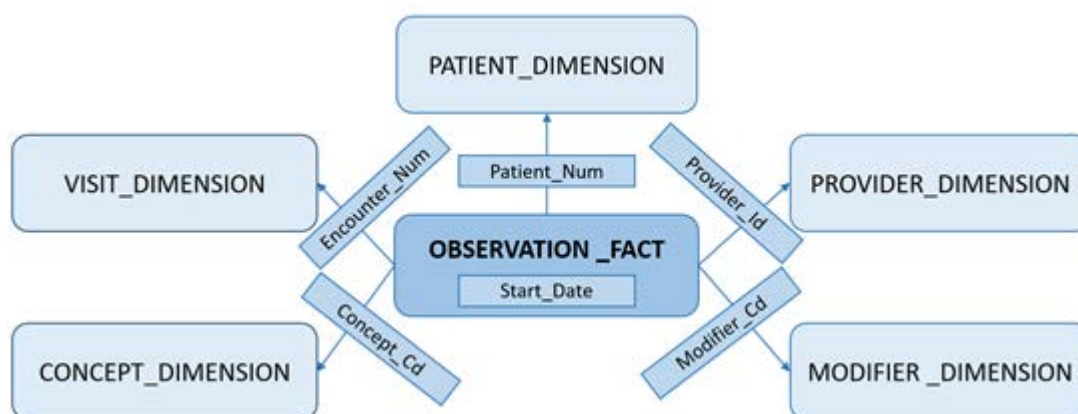 PATIENT_DIMENSION
VISIT_DIMENSION
Encounter_Num
Patient_Num
Provider_Id
PROVIDER_DIMENSION
OBSERVATION _FACT
Start_Date
CONCEPT_DIMENSION
Concept_Cd
Modifier_Cd
MODIFIER _DIMENSION